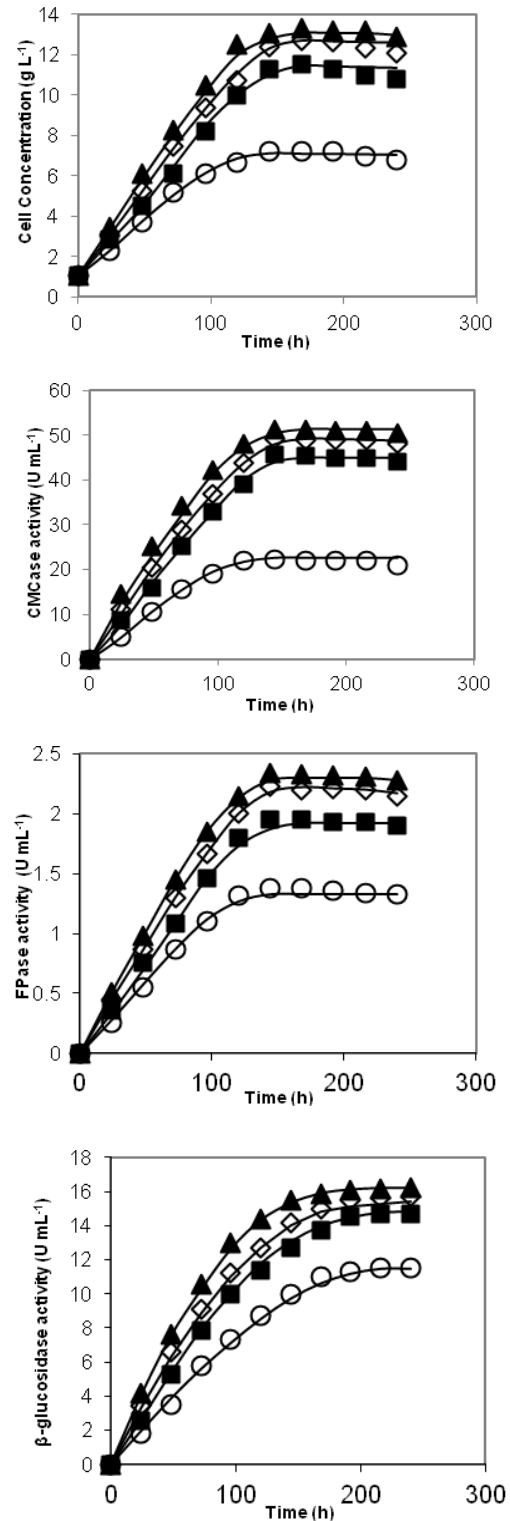 14
12
10
8
6
4
2
0
Cell Concentration (g L-1)
0 100 200 300
Time (h)
60
50
40
30
20
10
0
CMCase activity (U mL-1)
0 100 200 300
Time (h)
2.5
2
1.5
1
0.5
0
FPase activity (U mL-1)
0 100 200 300
Time (h)
18
16
14
12
10
8
6
4
2
0
β-glucosidase activity (U mL-1)
0 100 200 300
Time (h)